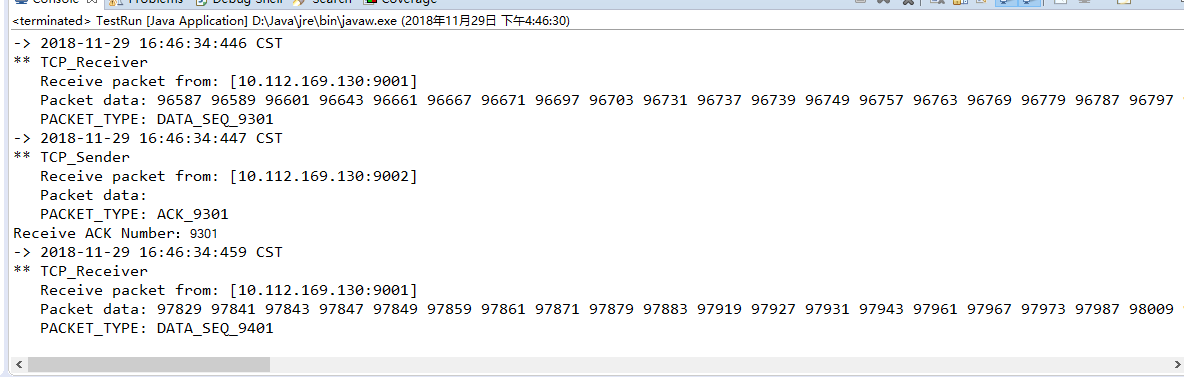 Console Problems Debug Shell Search Coverage
<terminated> TestRun [Java Application] D:\Java\jre\bin\javaw.exe (2018年11月29日 下午4:46:30)
-> 2018-11-29 16:46:34:446 CST
** TCP_Receiver
Receive packet from: [10.112.169.130:9001]
Packet data: 96587 96589 96601 96643 96661 96667 96671 96697 96703 96731 96737 96739 96749 96757 96763 96769 96779 96787 96797
PACKET_TYPE: DATA_SEQ_9301
-> 2018-11-29 16:46:34:447 CST
** TCP_Sender
Receive packet from: [10.112.169.130:9002]
Packet data:
PACKET_TYPE: ACK_9301
Receive ACK Number：9301
-> 2018-11-29 16:46:34:459 CST
** TCP_Receiver
Receive packet from: [10.112.169.130:9001]
Packet data: 97829 97841 97843 97847 97849 97859 97861 97871 97879 97883 97919 97927 97931 97943 97961 97967 97973 97987 98009
PACKET_TYPE: DATA_SEQ_9401